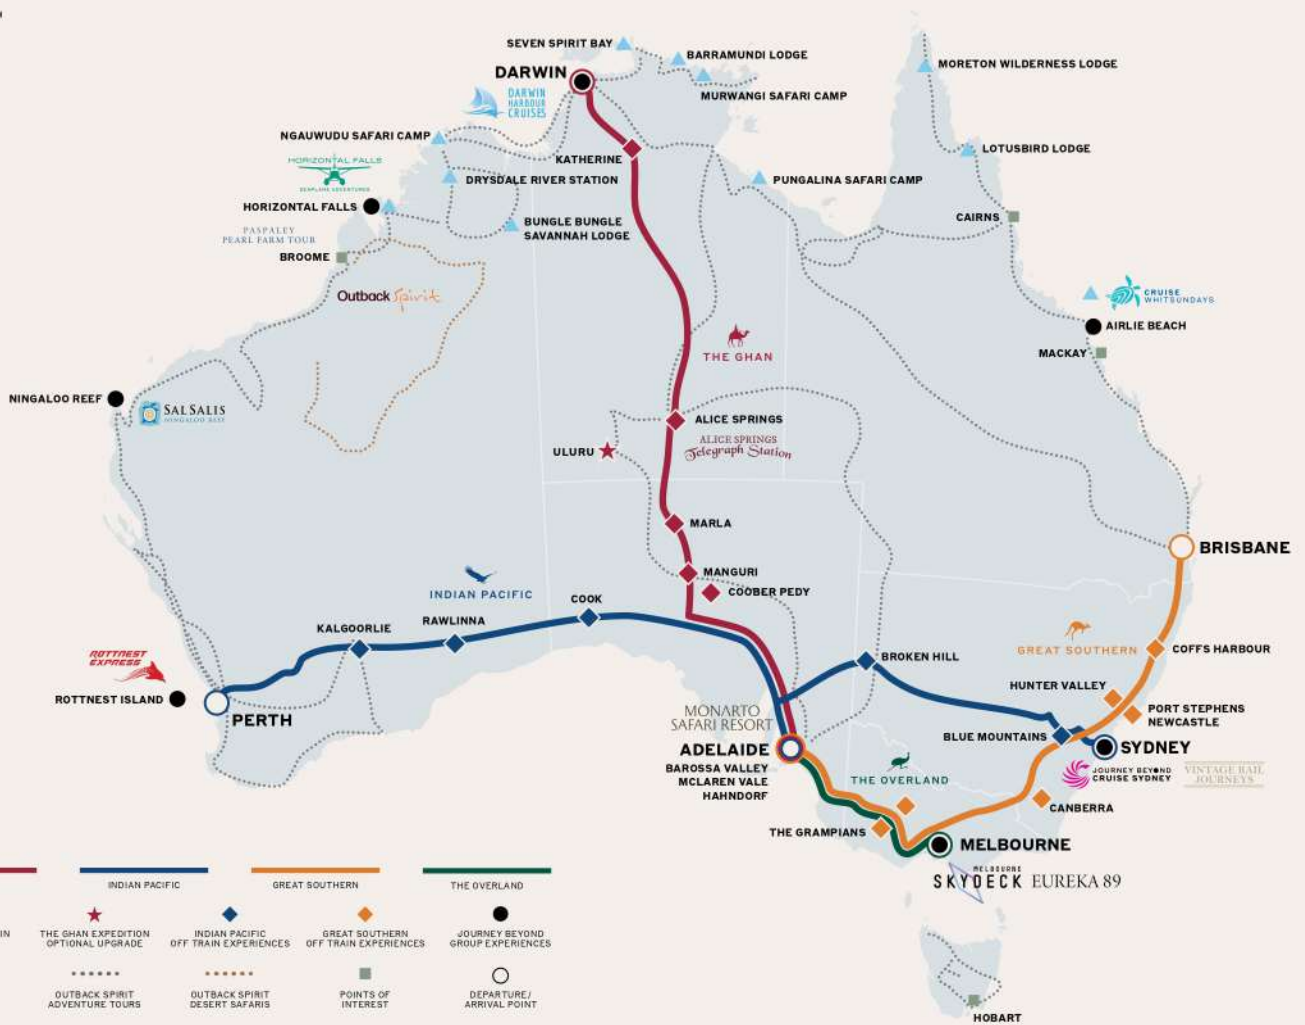 SEVEN SPIRIT BAY
BARRAMUNDI LODGE
MORETON WILDERNESS LODGE
DARWIN
DARWIN
HARBOUR
CRUISES
MURWANGI SAFARI CAMP
NGAUWUDU SAFARI CAMP
LOTUSBIRD LODGE
KATHERINE
HORIZONTAL FALLS
SEAPLANE ADVENTURES
DRYSDALE RIVER STATION
PUNGALINA SAFARI CAMP
HORIZONTAL FALLS
CAIRNS
BUNGLE BUNGLE
SAVANNAH LODGE
PASPALEY
PEARL FARM TOUR
BROOME
Outback Spirit
CRUISE
WHITSUNDAYS
AIRLIE BEACH
MACKAY
THE GHAN
NINGALOO REEF
SAL SALIS
NINGALOO REEF
ALICE SPRINGS
ALICE SPRINGS
Telegraph Station
ULURU
MARLA
BRISBANE
MANGURI
COOBER PEDY
INDIAN PACIFIC
COOK
RAWLINNA
KALGOORLIE
GREAT SOUTHERN
COFFS HARBOUR
BROKEN HILL
ROTTNEST
EXPRESS
HUNTER VALLEY
ROTTNEST ISLAND
PORT STEPHENS
NEWCASTLE
PERTH
MONARTO
SAFARI RESORT
BLUE MOUNTAINS
SYDNEY
ADELAIDE
BAROSSA VALLEY
MCLAREN VALE
HAHNDORF
JOURNEY BEYOND
CRUISE SYDNEY
VINTAGE RAIL
JOURNEYS
THE OVERLAND
CANBERRA
THE GRAMPIANS
MELBOURNE
MELBOURNE
SKYDECK EUREKA 89
INDIAN PACIFIC
GREAT SOUTHERN
THE OVERLAND
IN
THE GHAN EXPEDITION
OPTIONAL UPGRADE
INDIAN PACIFIC
OFF TRAIN EXPERIENCES
GREAT SOUTHERN
OFF TRAIN EXPERIENCES
JOURNEY BEYOND
GROUP EXPERIENCES
OUTBACK SPIRIT
ADVENTURE TOURS
OUTBACK SPIRIT
DESERT SAFARIS
POINTS OF
INTEREST
DEPARTURE/
ARRIVAL POINT
HOBART